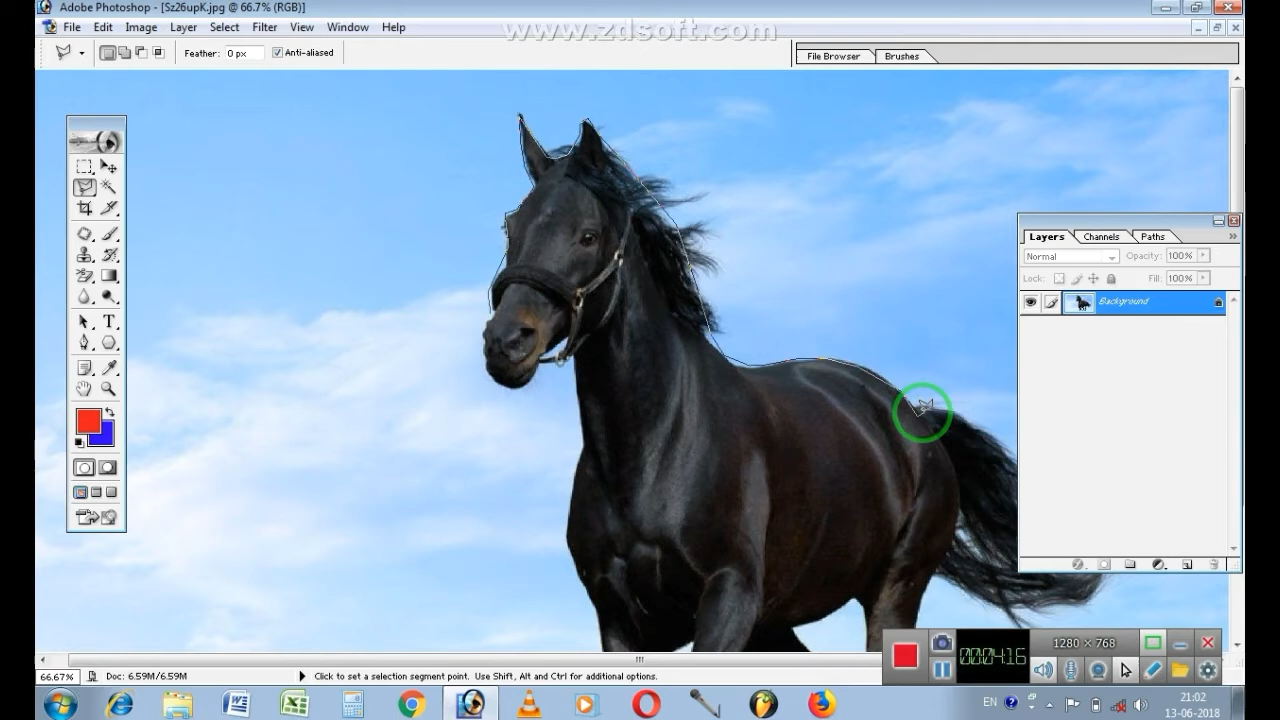 Adobe Photoshop - [Sz26upK.jpg @ 66.7% (RGB)]
File Edit Image Layer Select Filter View Window Help
www.zdsoft.com
Feather: 0 px Anti-aliased
File Browser Brushes
Layers Channels Paths
Normal Opacity: 100%
Lock: Fill: 100%
Background
T
1280 × 768
00:04:16
66.67% Doc: 6.59M/6.59M Click to set a selection segment point. Use Shift, Alt and Ctrl for additional options.
EN 21:02
13-06-2018